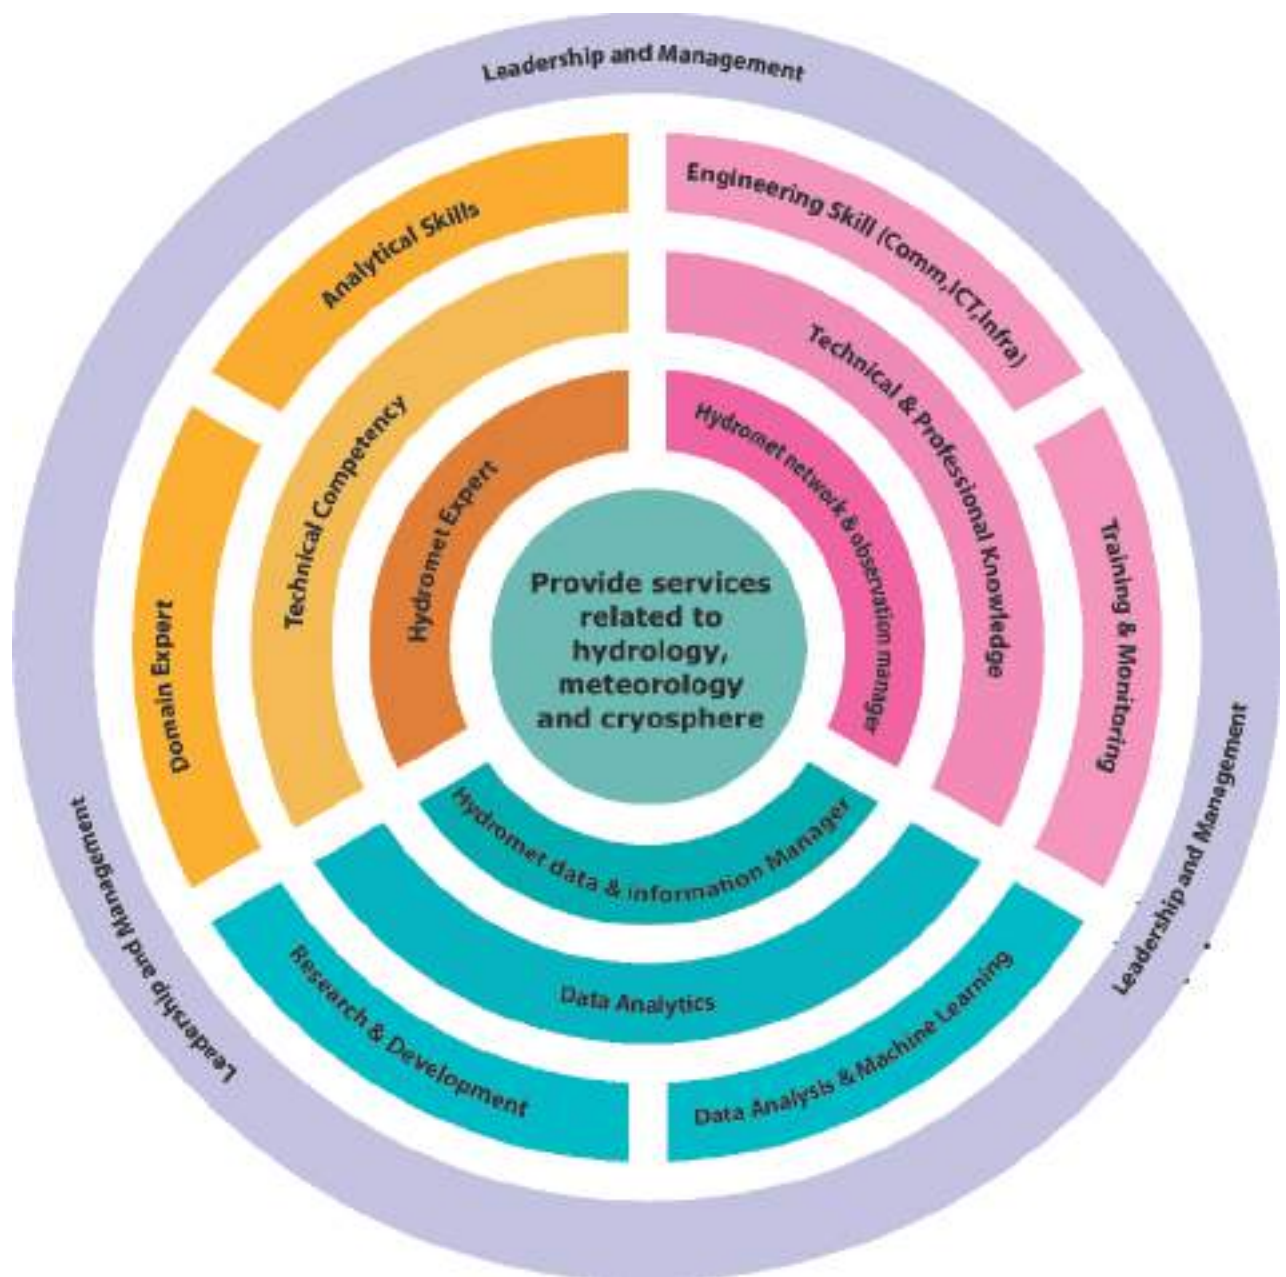 Leadership and Management
Analytical Skills
Engineering Skill (Comm,ICT,Infra)
Technical Competency
Technical & Professional Knowledge
Hydromet Expert
Hydromet network & observation manager
Domain Expert
Training & Monitoring
Provide services
related to
hydrology,
meteorology
and cryosphere
Hydromet data & information Manager
Data Analytics
Research & Development
Data Analysis & Machine Learning
Leadership and Management
Leadership and Management